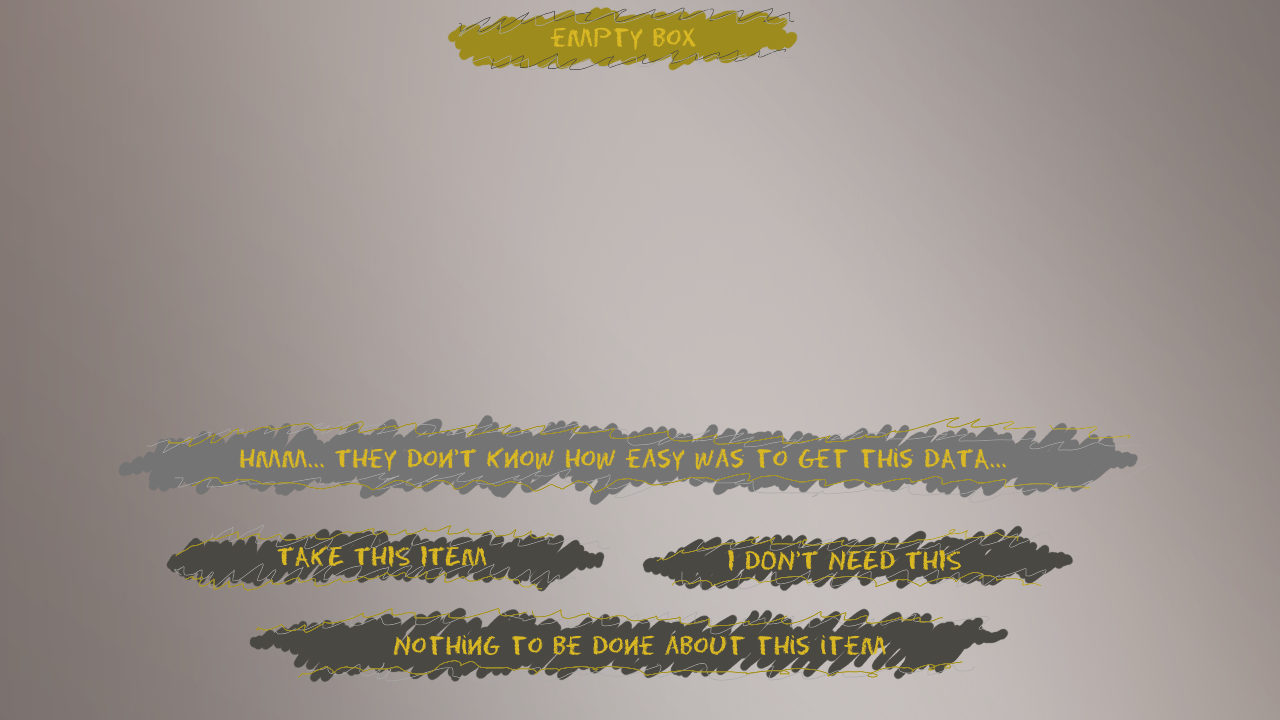 EMPTY BOX
HMM... THEY DON'T KNOW HOW EASY WAS TO GET THIS DATA...
TAKE THIS ITEM
I DON'T NEED THIS
NOTHING TO BE DONE ABOUT THIS ITEM